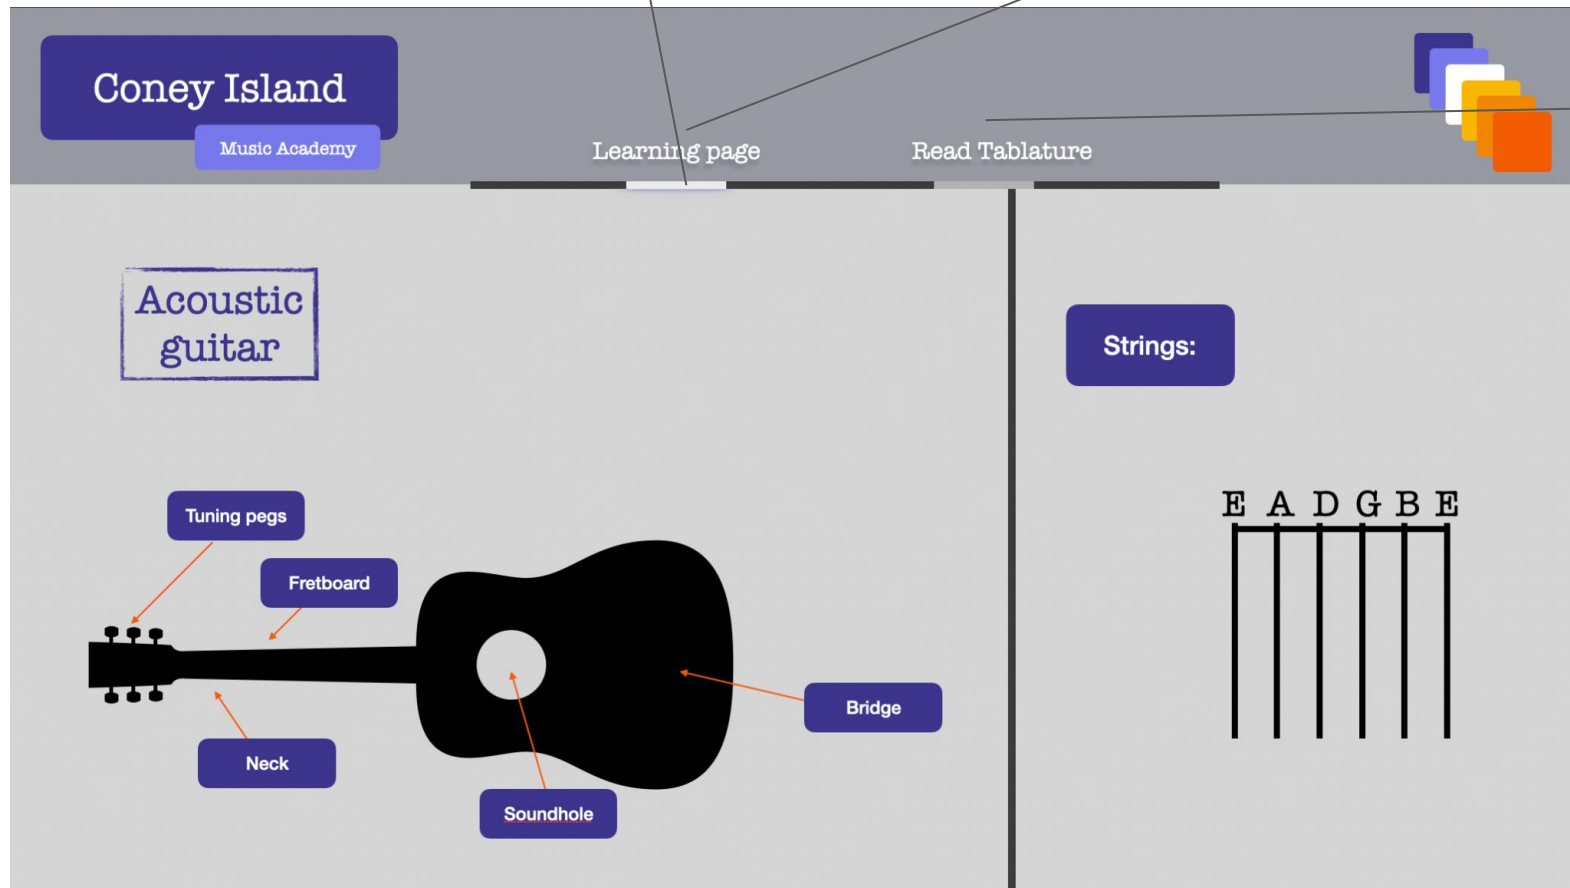 Coney Island
Music Academy
Learning page
Read Tablature
Acoustic
guitar
Strings:
E A D G B E
Tuning pegs
Fretboard
Bridge
Neck
Soundhole